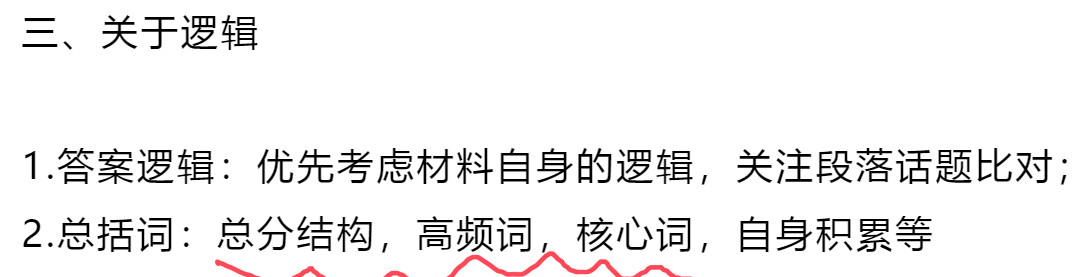 三、关于逻辑
1.答案逻辑：优先考虑材料自身的逻辑，关注段落话题比对；
2.总括词：总分结构，高频词，核心词，自身积累等